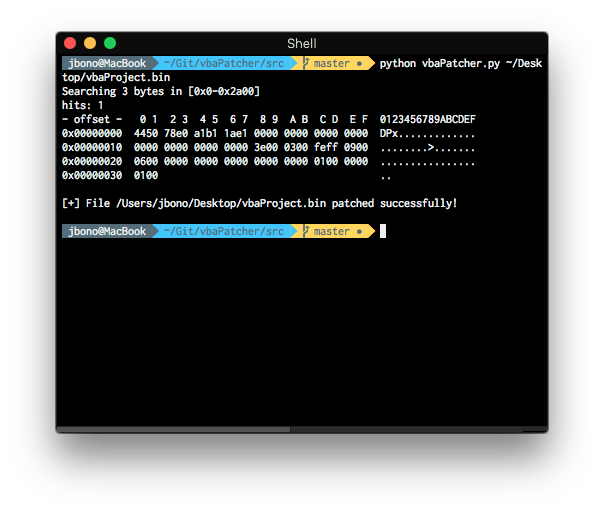 Shell
jbono@MacBook ~/Git/vbaPatcher/src master ● python vbaPatcher.py ~/Desk
top/vbaProject.bin
Searching 3 bytes in [0x0-0x2a00]
hits: 1
- offset -   0 1  2 3  4 5  6 7  8 9  A B  C D  E F  0123456789ABCDEF
0x00000000  4450 78e0 a1b1 1ae1 0000 0000 0000 0000  DPx.............
0x00000010  0000 0000 0000 0000 3e00 0300 feff 0900  ........>.......
0x00000020  0600 0000 0000 0000 0000 0000 0100 0000  ................
0x00000030  0100                                     ..
[+] File /Users/jbono/Desktop/vbaProject.bin patched successfully!
jbono@MacBook ~/Git/vbaPatcher/src master ●